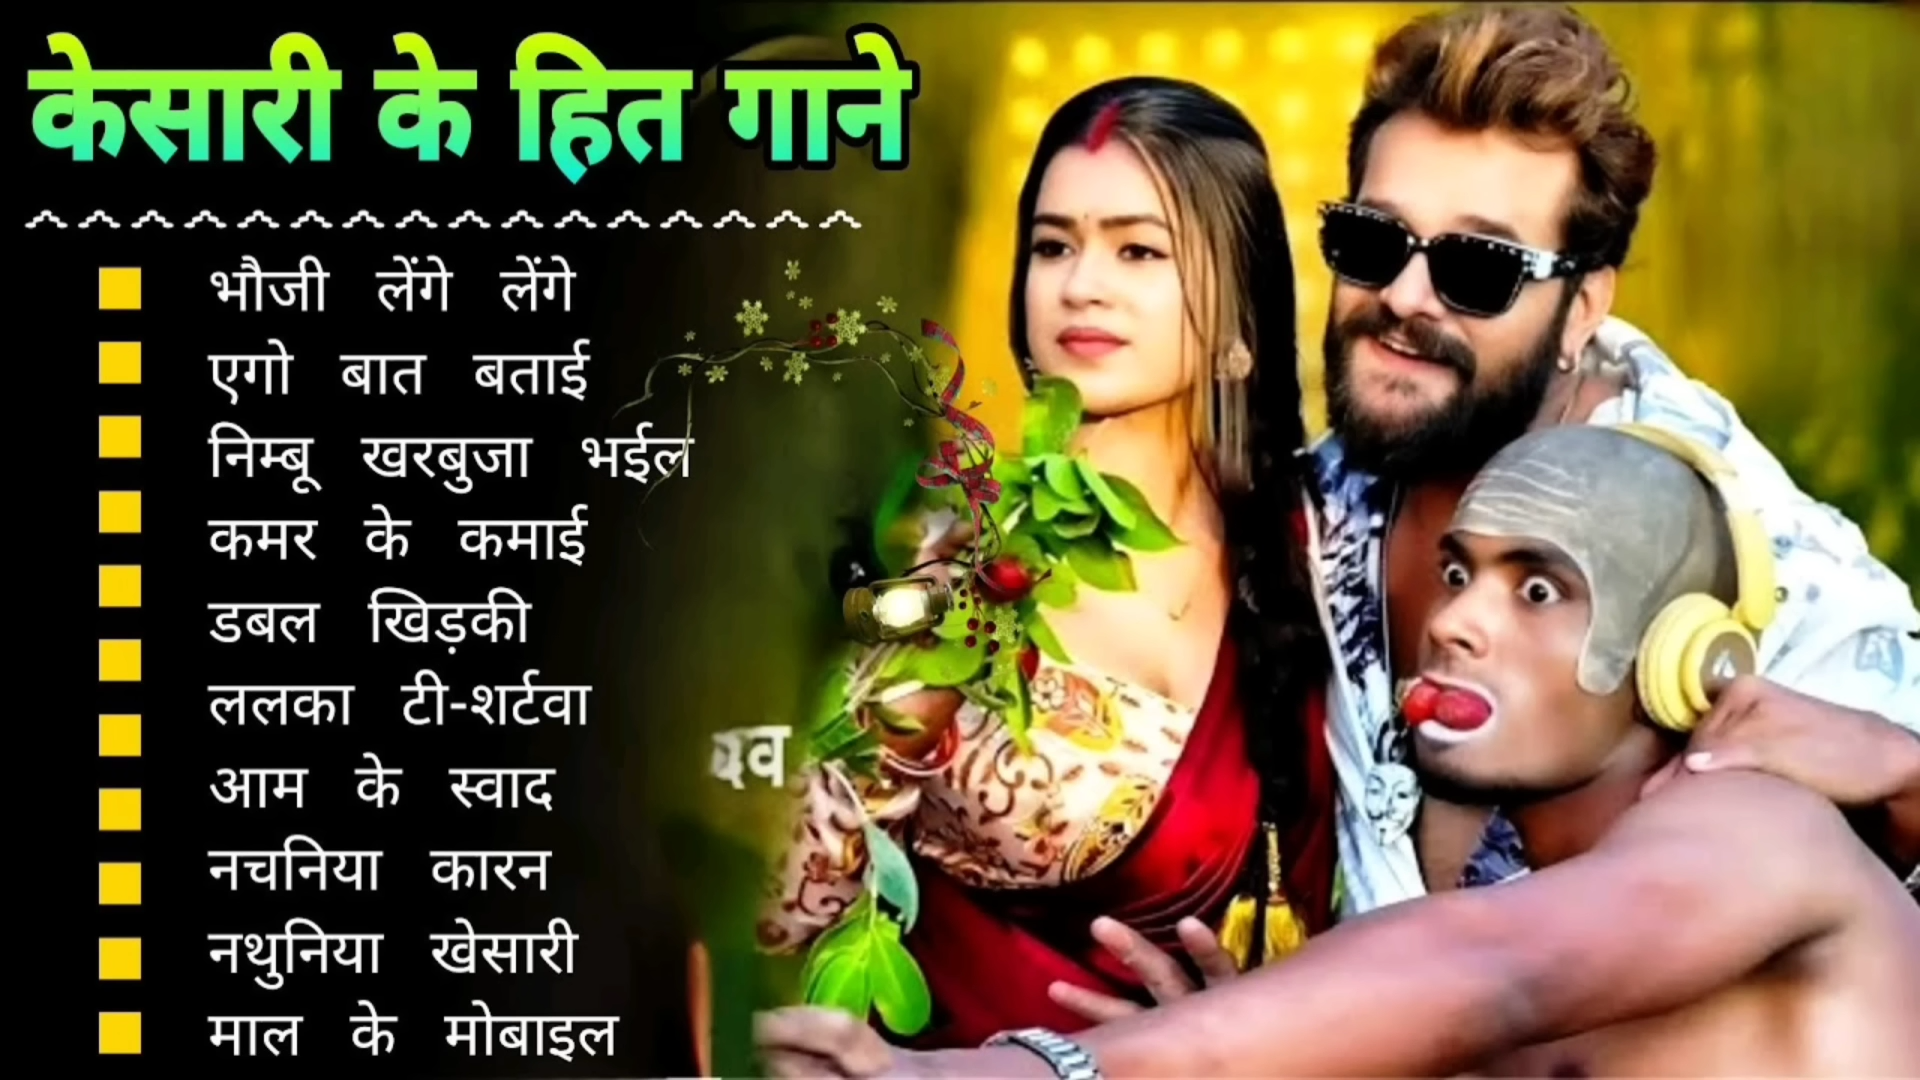 केसारी के हित गाने
भौजी लेंगे लेंगे
एगो बात बताई
निम्बू खरबुजा भईल
कमर के कमाई
डबल खिड़की
ललका टी-शर्टवा
आम के स्वाद
नचनिया कारन
नथुनिया खेसारी
माल के मोबाइल